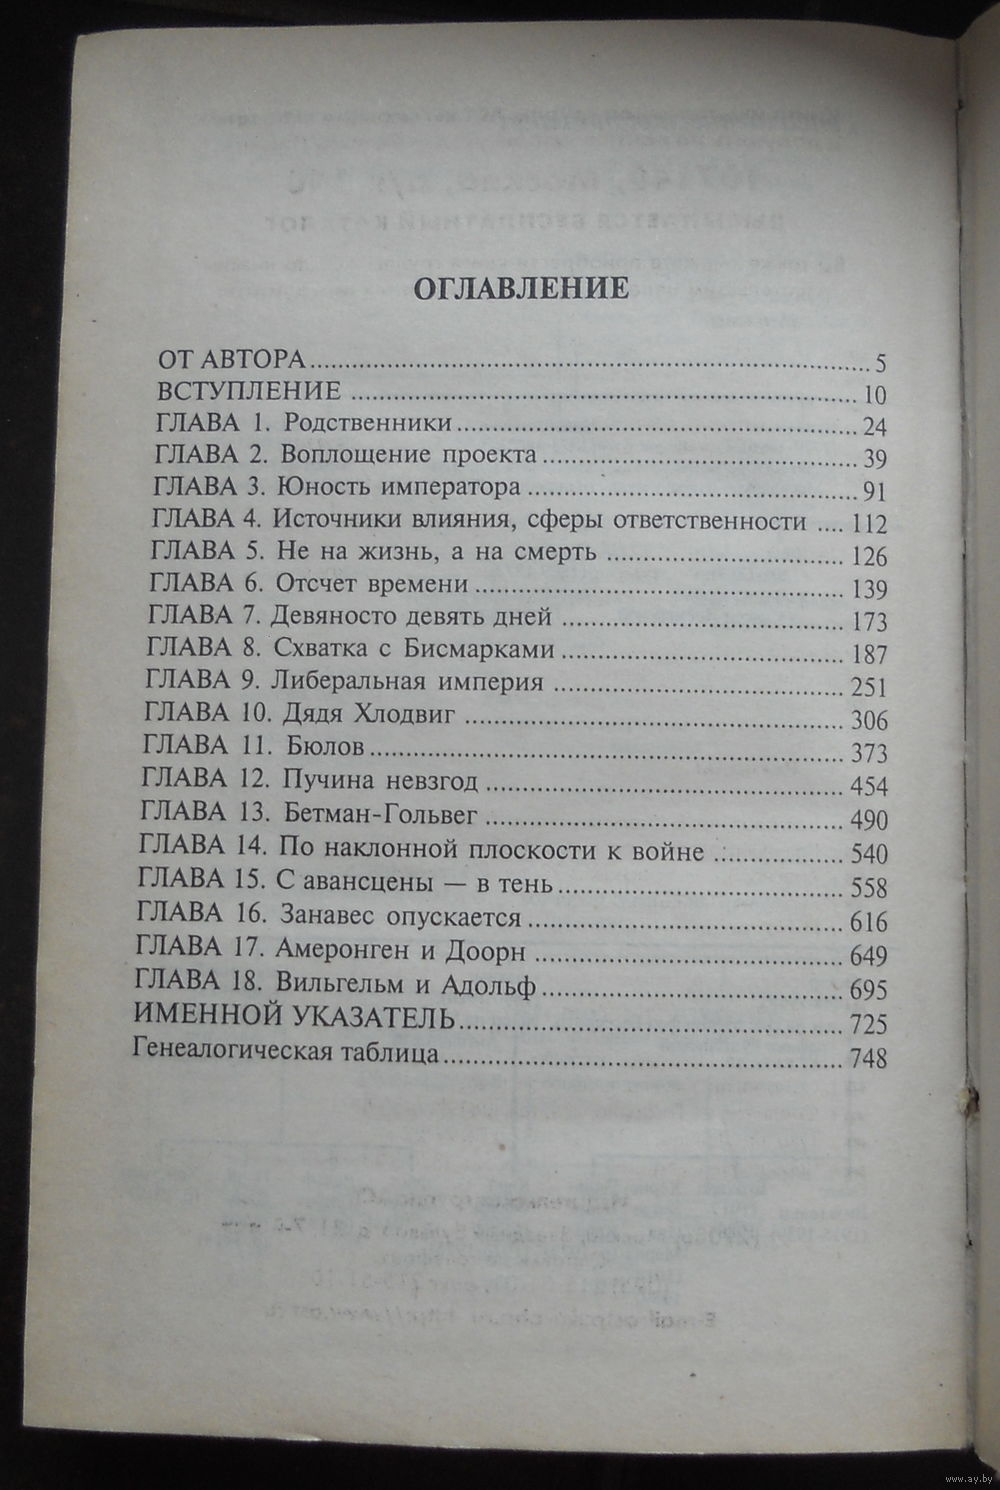 ОГЛАВЛЕНИЕ
ОТ АВТОРА 5
ВСТУПЛЕНИЕ 10
ГЛАВА 1. Родственники 24
ГЛАВА 2. Воплощение проекта 39
ГЛАВА 3. Юность императора 91
ГЛАВА 4. Источники влияния, сферы ответственности 112
ГЛАВА 5. Не на жизнь, а на смерть 126
ГЛАВА 6. Отсчет времени 139
ГЛАВА 7. Девяносто девять дней 173
ГЛАВА 8. Схватка с Бисмарками 187
ГЛАВА 9. Либеральная империя 251
ГЛАВА 10. Дядя Хлодвиг 306
ГЛАВА 11. Бюлов 373
ГЛАВА 12. Пучина невзгод 454
ГЛАВА 13. Бетман-Гольвег 490
ГЛАВА 14. По наклонной плоскости к войне 540
ГЛАВА 15. С авансцены — в тень 558
ГЛАВА 16. Занавес опускается 616
ГЛАВА 17. Амеронген и Доорн 649
ГЛАВА 18. Вильгельм и Адольф 695
ИМЕННОЙ УКАЗАТЕЛЬ 725
Генеалогическая таблица 748
www.ay.by